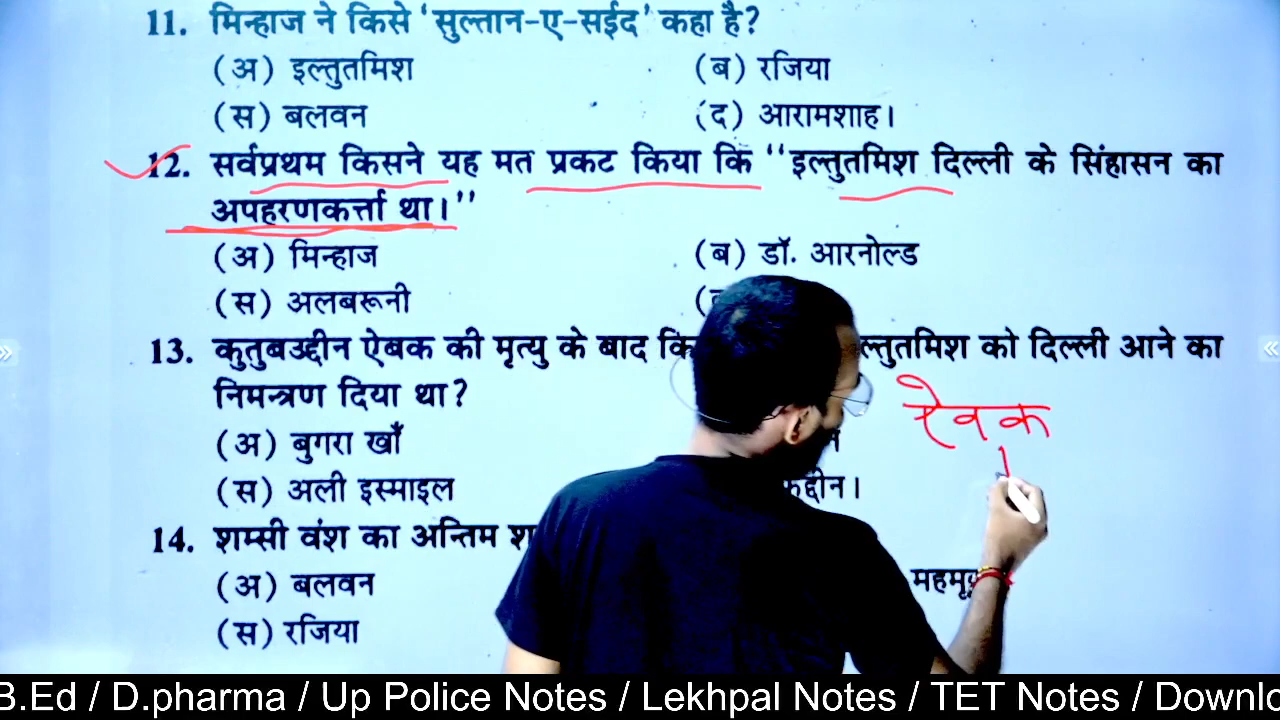 11. मिन्हाज ने किसे ‘सुल्तान-ए-सईद’ कहा है?
(अ) इल्तुतमिश (ब) रजिया
(स) बलवन (द) आरामशाह।
12. सर्वप्रथम किसने यह मत प्रकट किया कि ‘‘इल्तुतमिश दिल्ली के सिंहासन का
अपहरणकर्त्ता था।’’
(अ) मिन्हाज (ब) डॉ. आरनोल्ड
(स) अलबरूनी
13. कुतुबउद्दीन ऐबक की मृत्यु के बाद को दिल्ली आने का
निमन्त्रण दिया था?
(अ) बुगरा खाँ
ऐबक
(स) अली इस्माइल
14. शम्सी वंश का अन्तिम
(अ) बलवन
(स) रजिया
B.Ed / D.pharma / Up Police Notes / Lekhpal Notes / TET Notes /